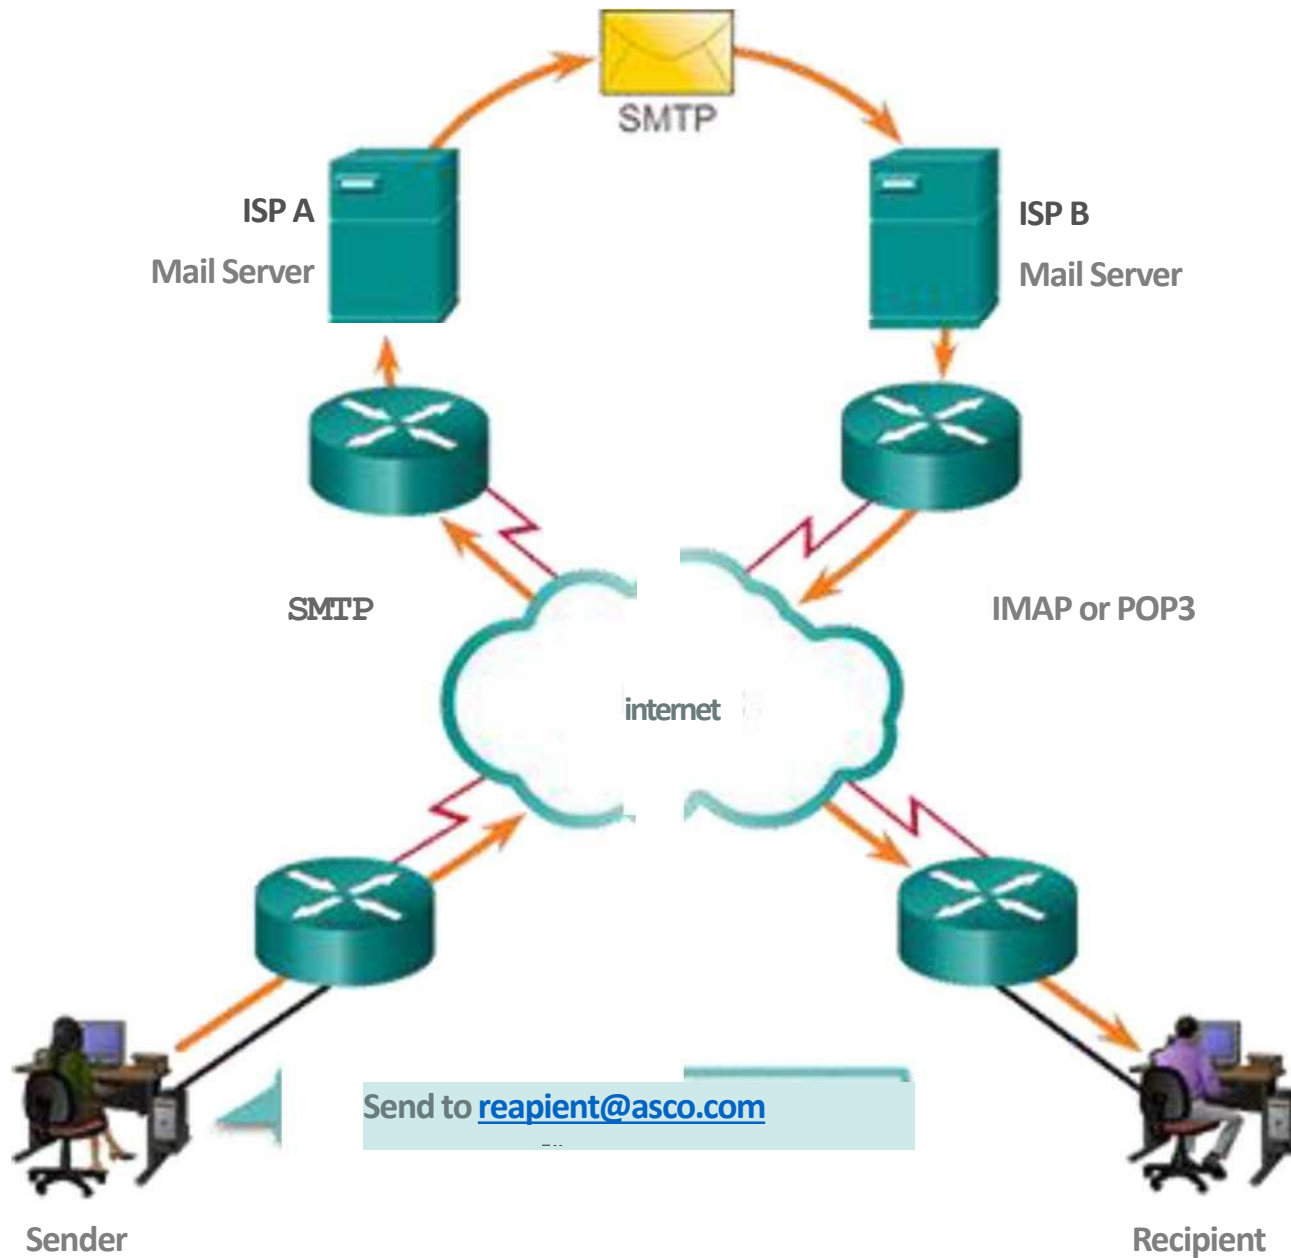 SMTP
ISP A
Mail Server
ISP B
Mail Server
SMTP
IMAP or POP3
internet
Send to reapient@asco.com
Sender
Recipient